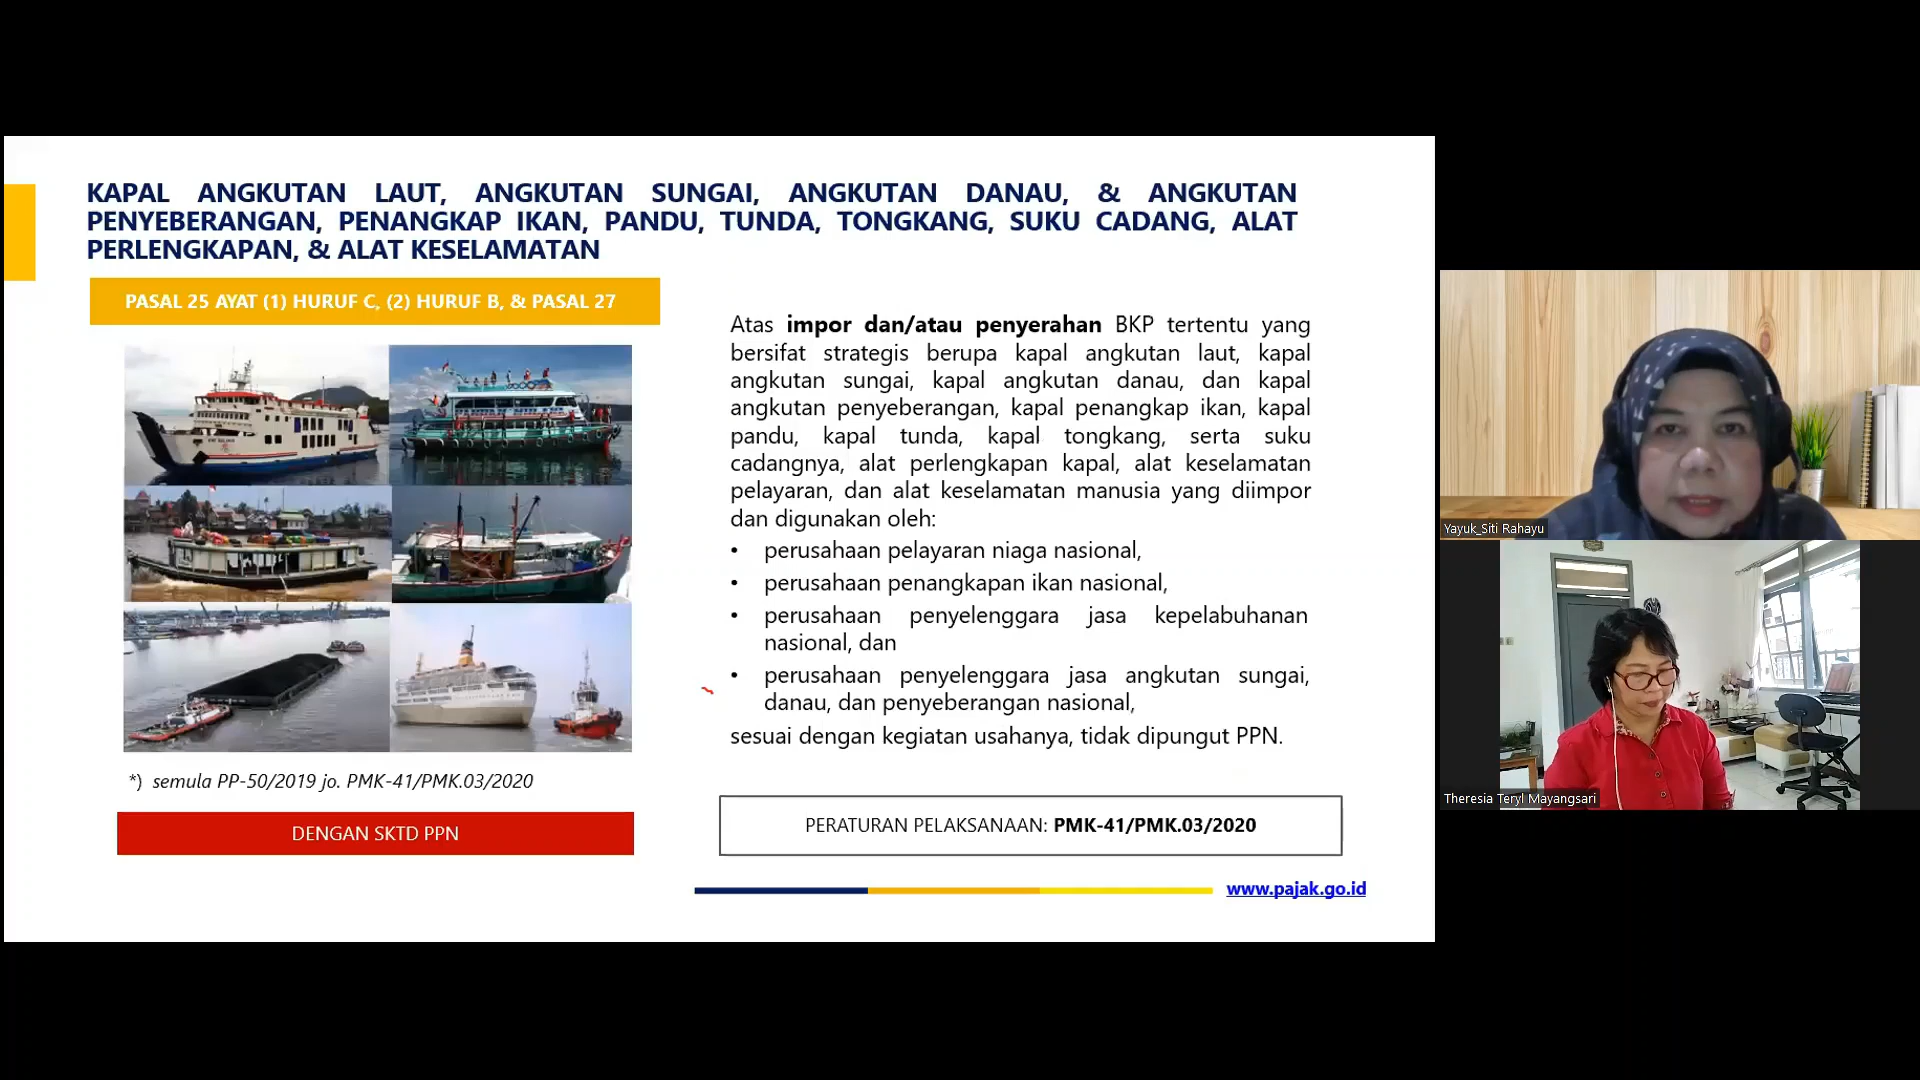 KAPAL ANGKUTAN LAUT, ANGKUTAN SUNGAI, ANGKUTAN DANAU, & ANGKUTAN
PENYEBERANGAN, PENANGKAP IKAN, PANDU, TUNDA, TONGKANG, SUKU CADANG, ALAT
PERLENGKAPAN, & ALAT KESELAMATAN
PASAL 25 AYAT (1) HURUF C, (2) HURUF B, & PASAL 27
*) semula PP-50/2019 jo. PMK-41/PMK.03/2020
DENGAN SKTD PPN
Atas impor dan/atau penyerahan BKP tertentu yang
bersifat strategis berupa kapal angkutan laut, kapal
angkutan sungai, kapal angkutan danau, dan kapal
angkutan penyeberangan, kapal penangkap ikan, kapal
pandu, kapal tunda, kapal tongkang, serta suku
cadangnya, alat perlengkapan kapal, alat keselamatan
pelayaran, dan alat keselamatan manusia yang diimpor
dan digunakan oleh:
• perusahaan pelayaran niaga nasional,
• perusahaan penangkapan ikan nasional,
• perusahaan penyelenggara jasa kepelabuhanan
nasional, dan
• perusahaan penyelenggara jasa angkutan sungai,
danau, dan penyeberangan nasional,
sesuai dengan kegiatan usahanya, tidak dipungut PPN.
PERATURAN PELAKSANAAN: PMK-41/PMK.03/2020
www.pajak.go.id
Yayuk_Siti Rahayu
Theresia Teryl Mayangsari